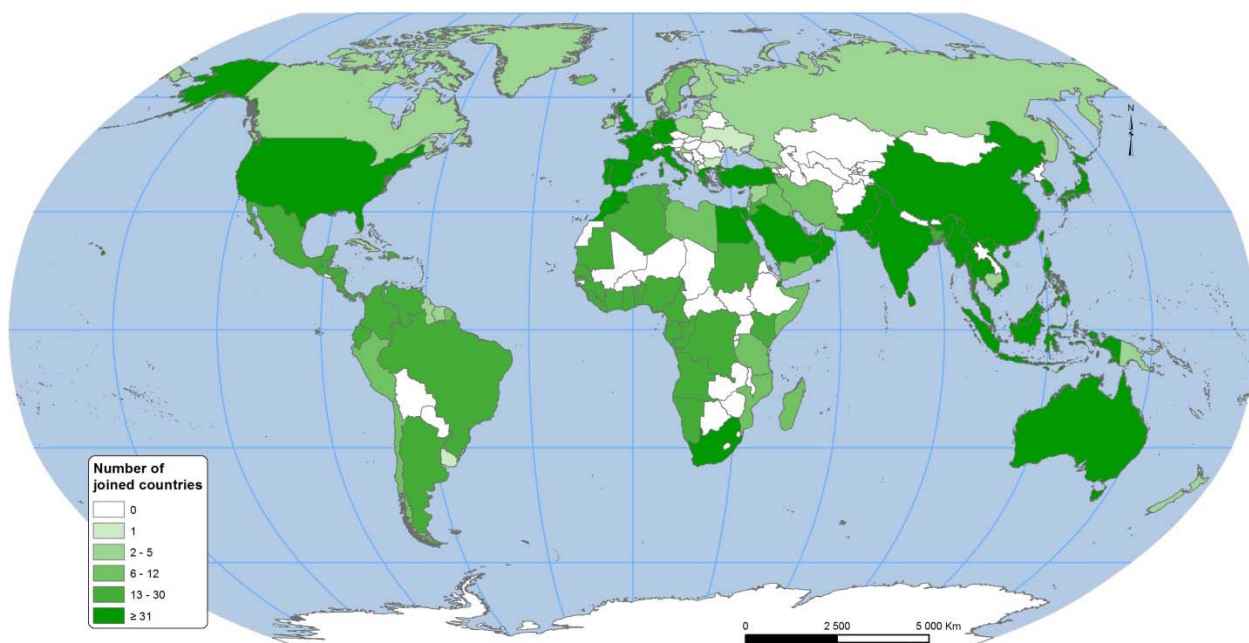 N
Number of
joined countries
0
1
2 - 5
6 - 12
13 - 30
≥ 31
0 2 500 5 000 Km